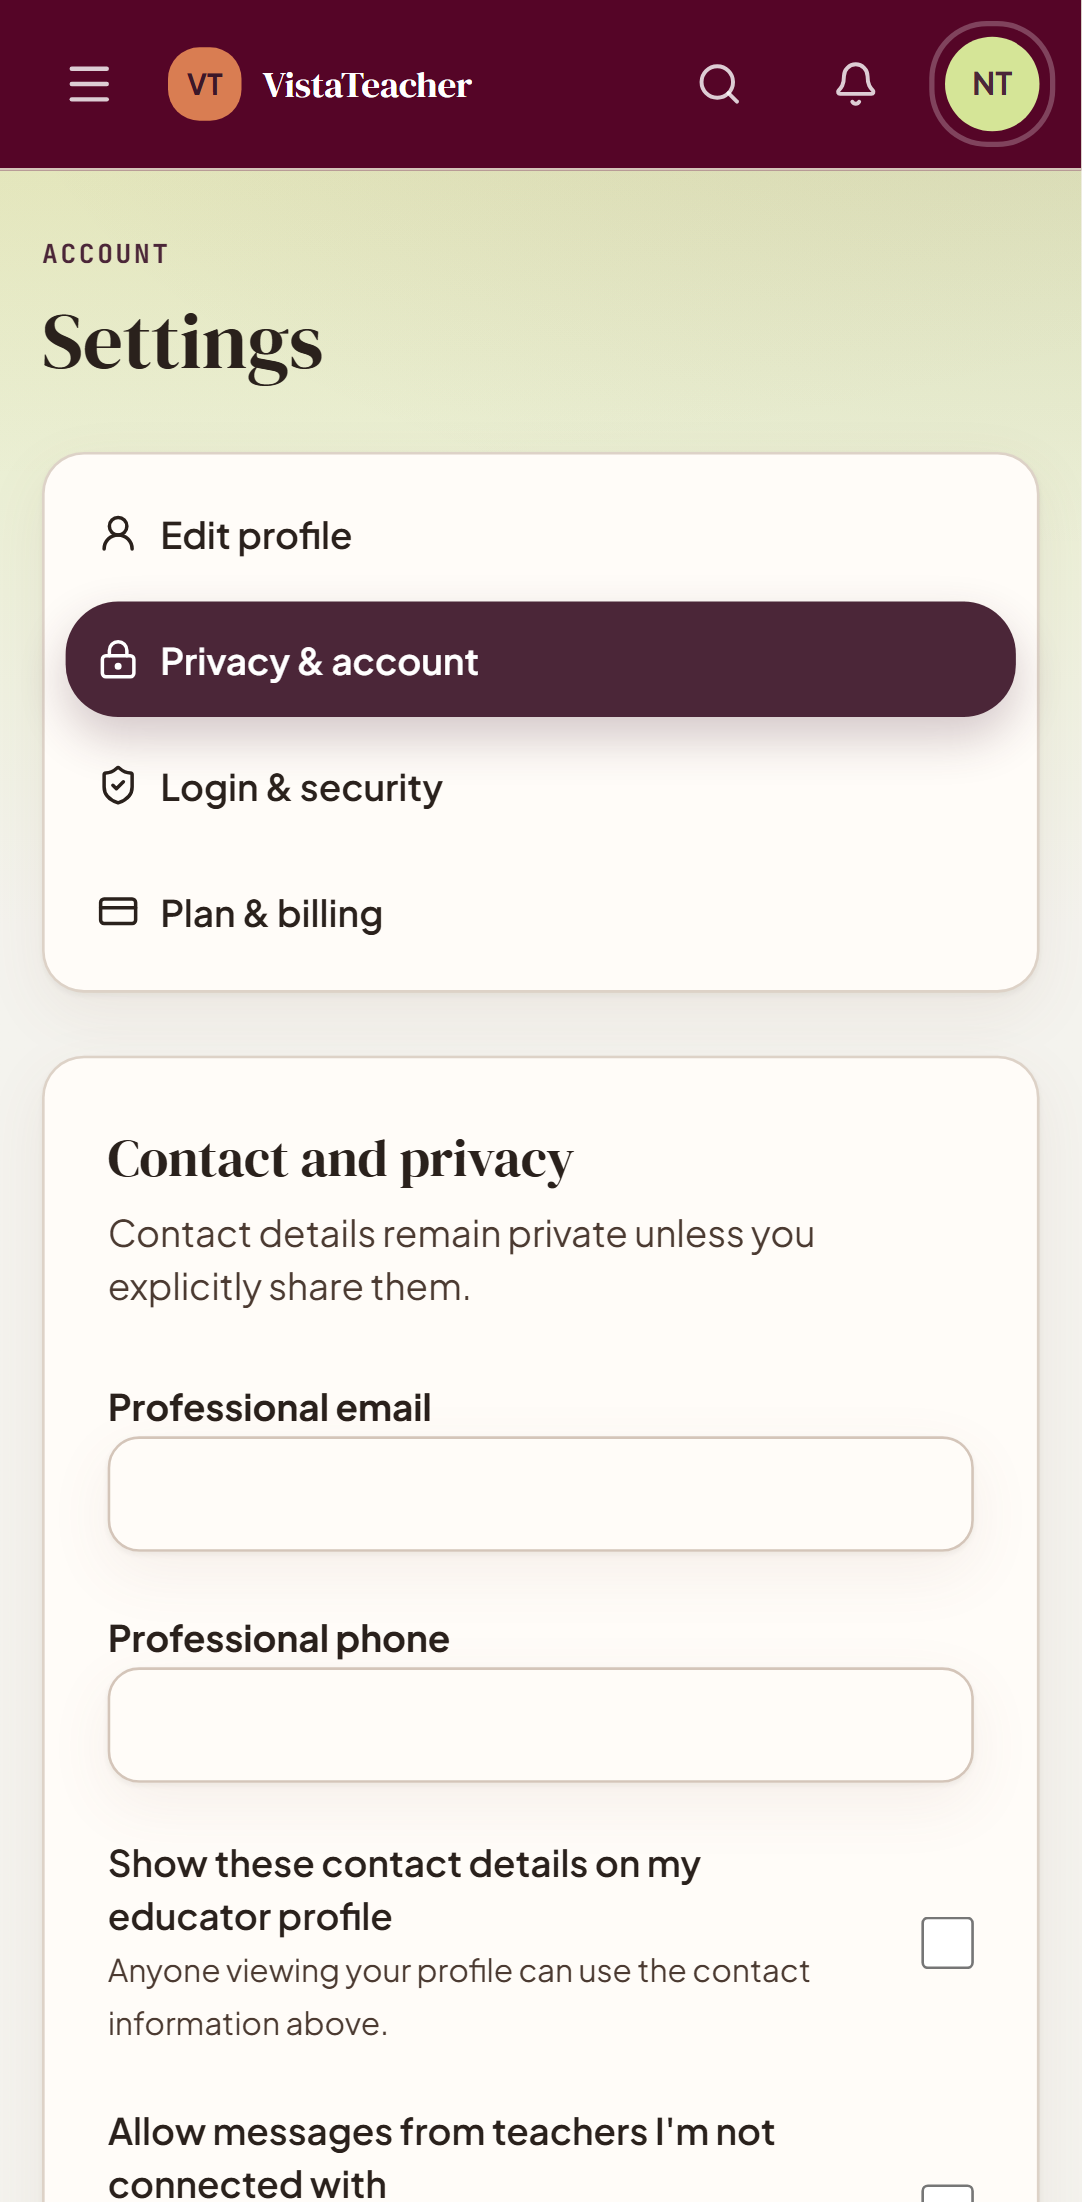 VT VistaTeacher NT
ACCOUNT
Settings
Edit profile
Privacy & account
Login & security
Plan & billing
Contact and privacy
Contact details remain private unless you
explicitly share them.
Professional email
Professional phone
Show these contact details on my
educator profile
Anyone viewing your profile can use the contact
information above.
Allow messages from teachers I'm not
connected with